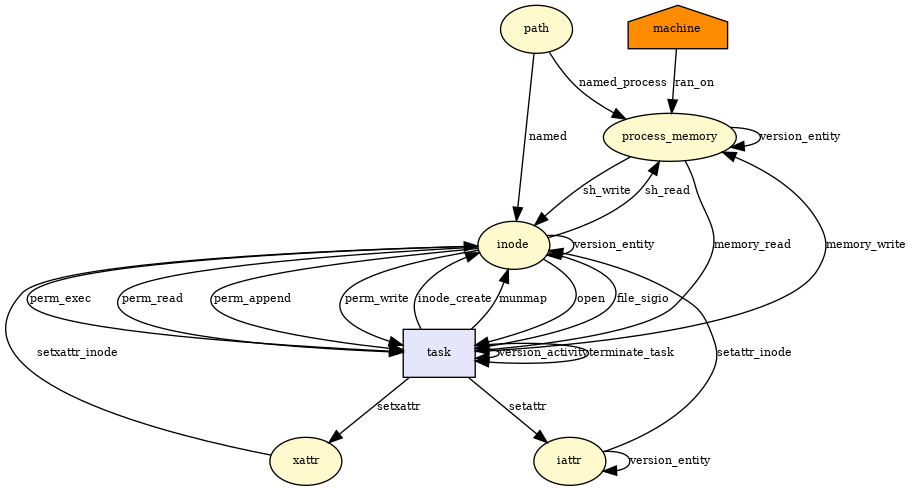 path
machine
named_process
ran_on
named
process_memory
version_entity
sh_write
sh_read
inode
version_entity
memory_read
memory_write
perm_exec
perm_read
perm_append
perm_write
inode_create
munmap
open
file_sigio
setxattr_inode
task
version_activity
terminate_task
setattr_inode
setxattr
setattr
xattr
iattr
version_entity